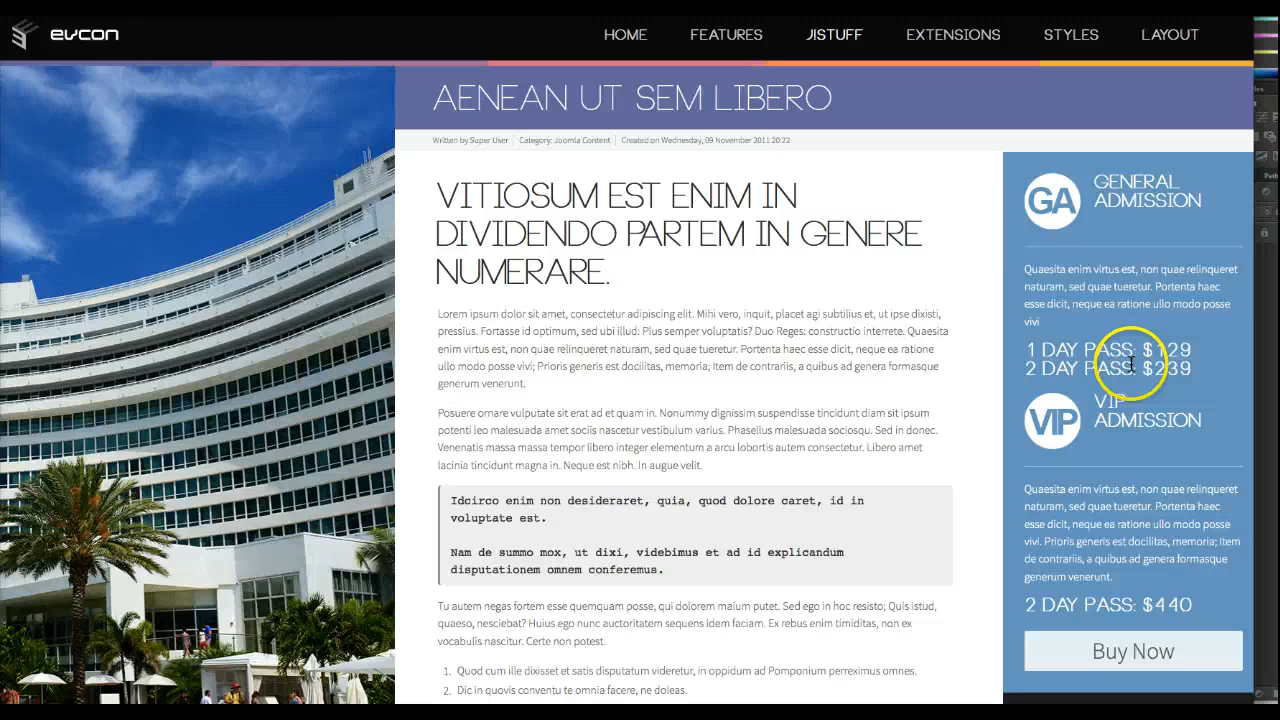 evcon
HOME FEATURES JISTUFF EXTENSIONS STYLES LAYOUT
AENEAN UT SEM LIBERO
Written by Super User Category: Joomla Content Created on Wednesday, 09 November 2011 20:22
VITIOSUM EST ENIM IN
DIVIDENDO PARTEM IN GENERE
NUMERARE.
Lorem ipsum dolor sit amet, consectetur adipiscing elit. Mihi vero, inquit, placet agi subtilius et, ut ipse dixisti,
pressius. Fortasse id optimum, sed ubi illud: Plus semper voluptatis? Duo Reges: constructio interrete. Quaesita
enim virtus est, non quae relinqueret naturam, sed quae tueretur. Portenta haec esse dicit, neque ea ratione
ullo modo posse vivi; Prioris generis est docilitas, memoria; Item de contrariis, a quibus ad genera formasque
generum venerunt.
Posuere ornare vulputate sit erat ad et quam in. Nonummy dignissim suspendisse tincidunt diam sit ipsum
potenti leo malesuada amet sociis nascetur vestibulum varius. Phasellus malesuada sociosqu. Sed in donec.
Venenatis massa massa tempor libero integer elementum a arcu lobortis autem consectetur. Libero amet
lacinia tincidunt magna in. Neque est nibh. In augue velit.
Idcirco enim non desideraret, quia, quod dolore caret, id in
voluptate est.
Nam de summo mox, ut dixi, videbimus et ad id explicandum
disputationem omnem conferemus.
Tu autem negas fortem esse quemquam posse, qui dolorem malum putet. Sed ego in hoc resisto; Quis istud,
quaeso, nesciebat? Huius ego nunc auctoritatem sequens idem faciam. Ex rebus enim timiditas, non ex
vocabulis nascitur. Certe non potest.
1. Quod cum ille dixisset et satis disputatum videretur, in oppidum ad Pomponium perreximus omnes.
2. Dic in quovis conventu te omnia facere, ne doleas.
GA GENERAL
ADMISSION
Quaesita enim virtus est, non quae relinqueret
naturam, sed quae tueretur. Portenta haec
esse dicit, neque ea ratione ullo modo posse
vivi
1 DAY PASS: $129
2 DAY PASS: $239
VIP VIP
ADMISSION
Quaesita enim virtus est, non quae relinqueret
naturam, sed quae tueretur. Portenta haec
esse dicit, neque ea ratione ullo modo posse
vivi. Prioris generis est docilitas, memoria; Item
de contrariis, a quibus ad genera formasque
generum venerunt.
2 DAY PASS: $440
Buy Now